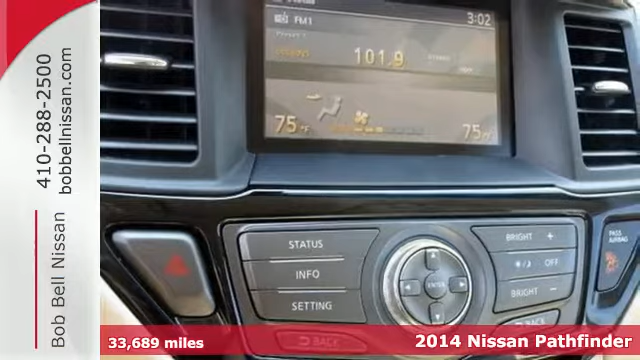 410-288-2500
bobbellnissan.com
Bob Bell Nissan
FM1
3:02
101.9
75°F
75°F
STATUS
INFO
SETTING
BACK
ENTER
BRIGHT +
OFF
BRIGHT -
BACK
PASS
AIRBAG
33,689 miles
2014 Nissan Pathfinder